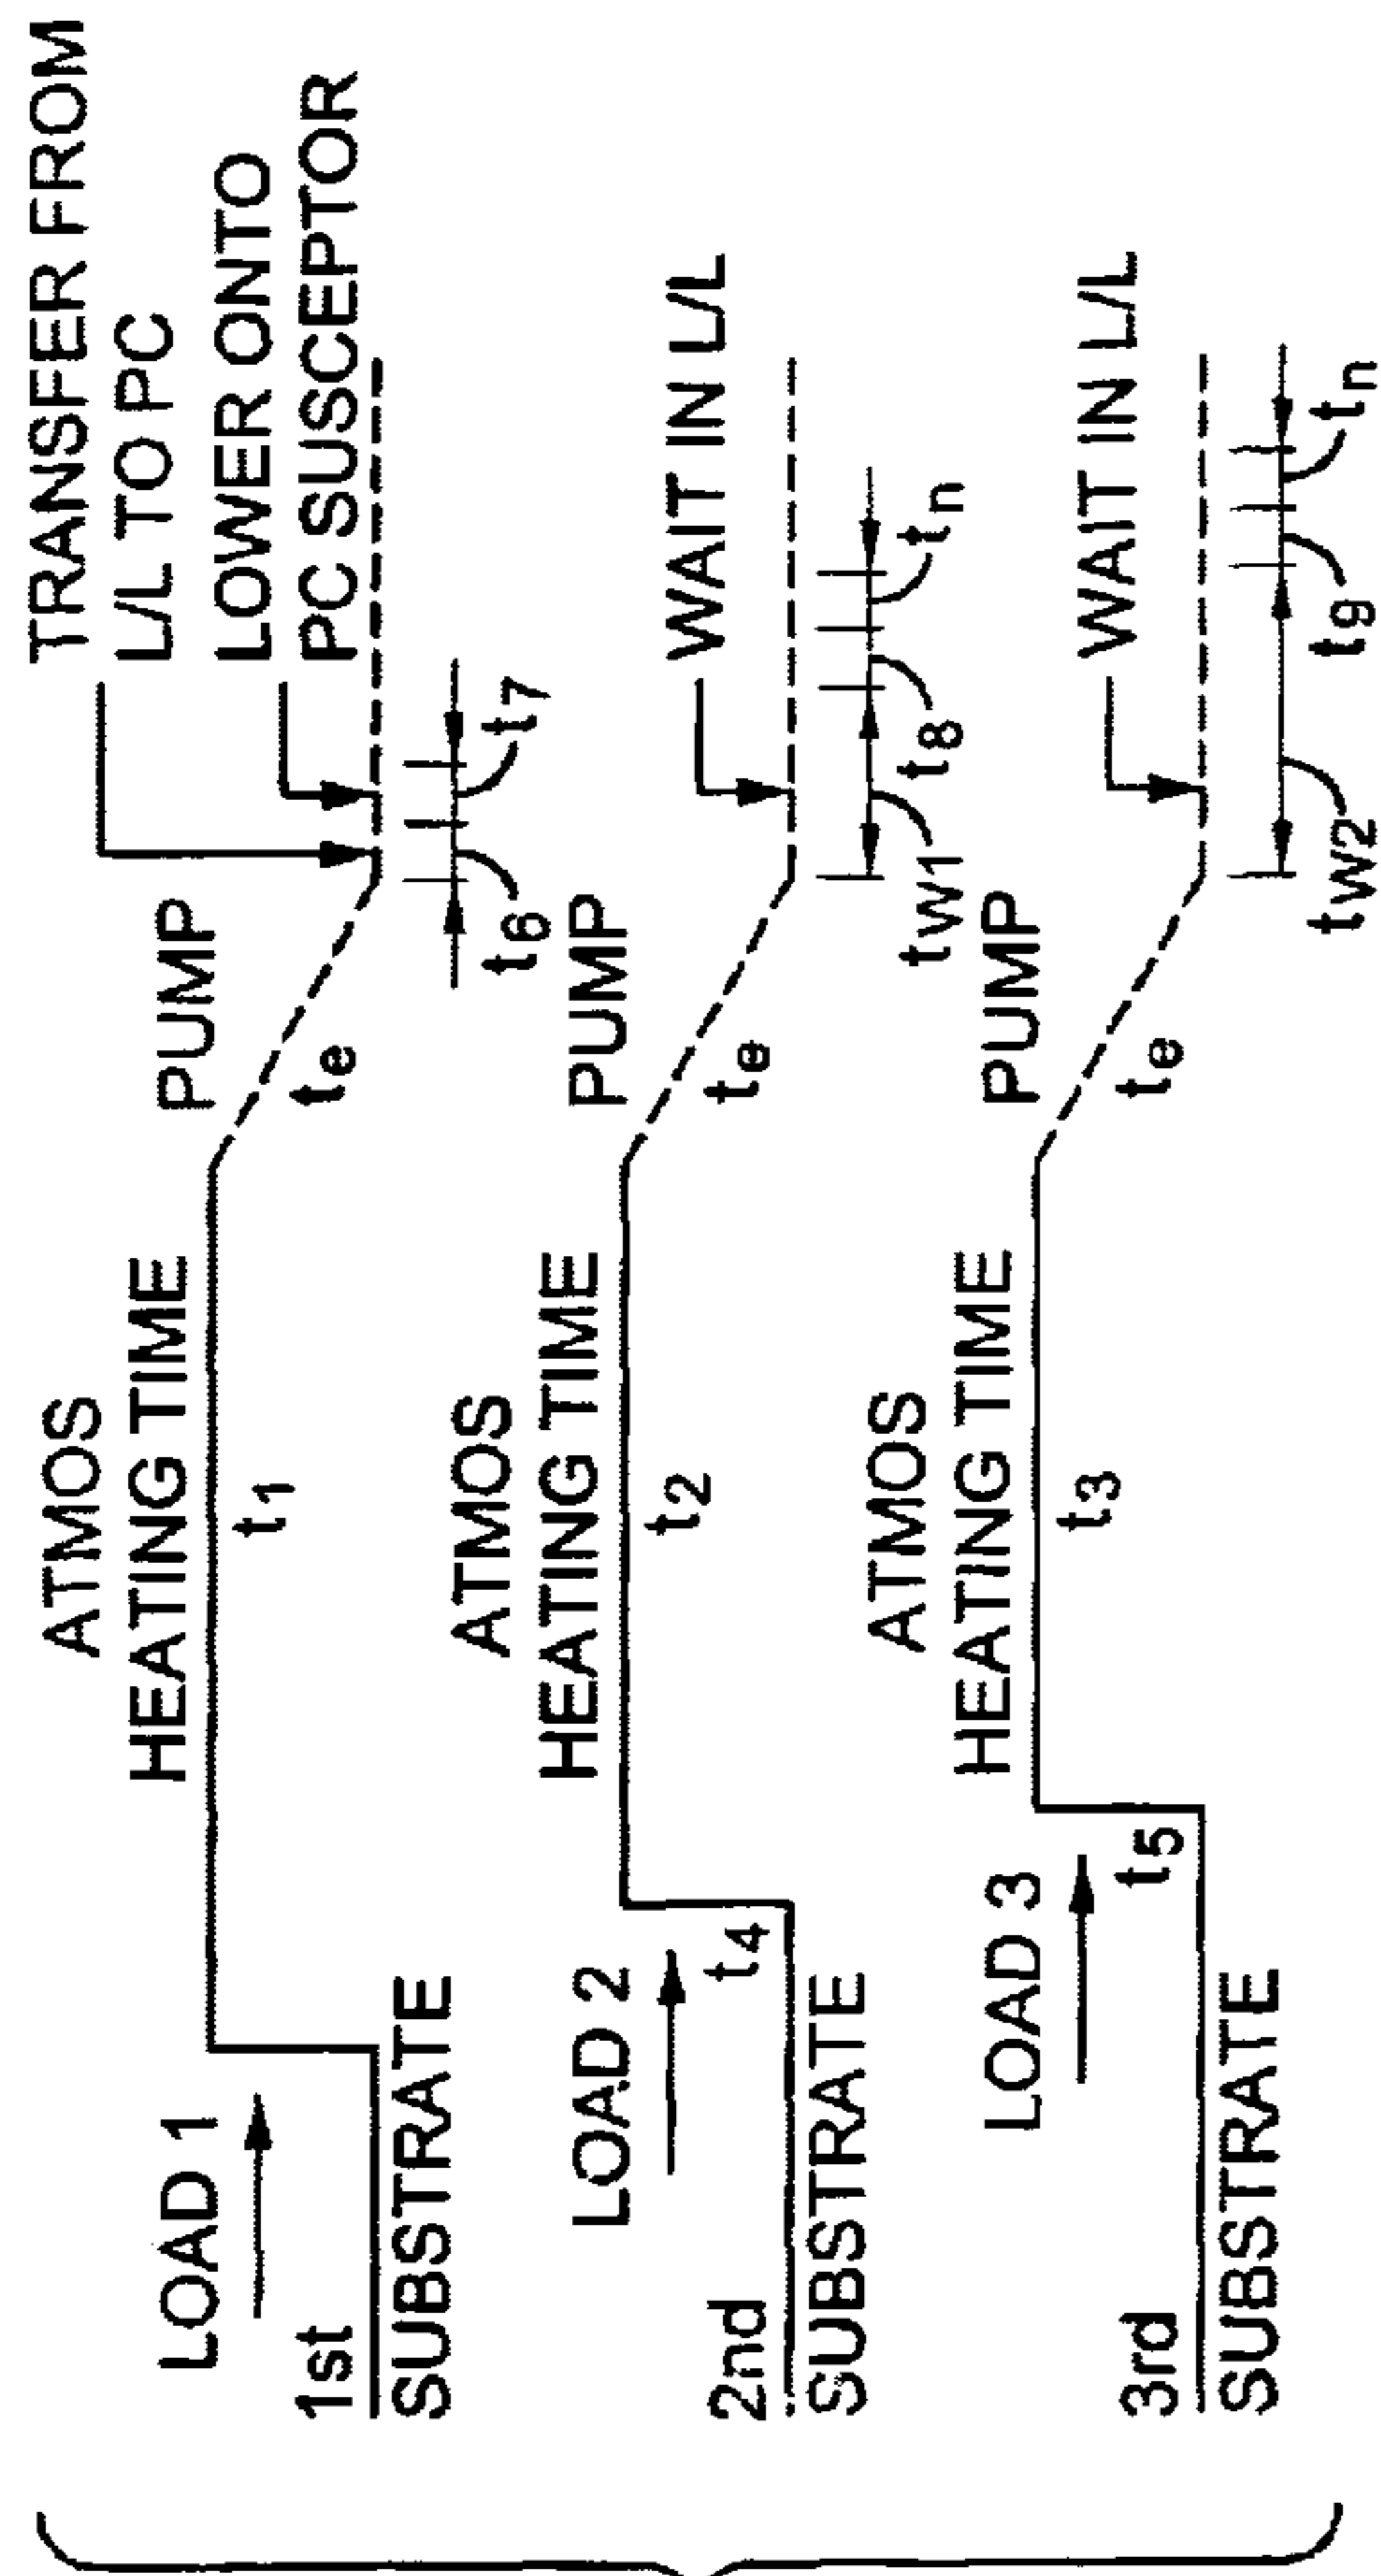 TRANSFER FROM
L/L TO PC
LOWER ONTO
PC SUSCEPTOR
ATMOS
HEATING TIME
PUMP
LOAD 1
t1
te
t6
t7
1st
SUBSTRATE
WAIT IN L/L
ATMOS
HEATING TIME
PUMP
LOAD 2
t4
t2
te
tW1
t8
tn
2nd
SUBSTRATE
WAIT IN L/L
ATMOS
HEATING TIME
PUMP
LOAD 3
t5
t3
te
tW2
t9
tn
3rd
SUBSTRATE